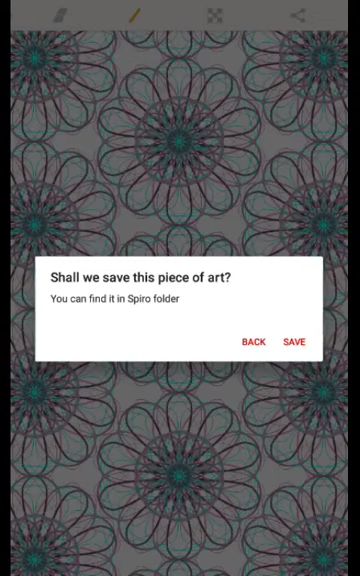 Shall we save this piece of art?
You can find it in Spiro folder
BACK SAVE